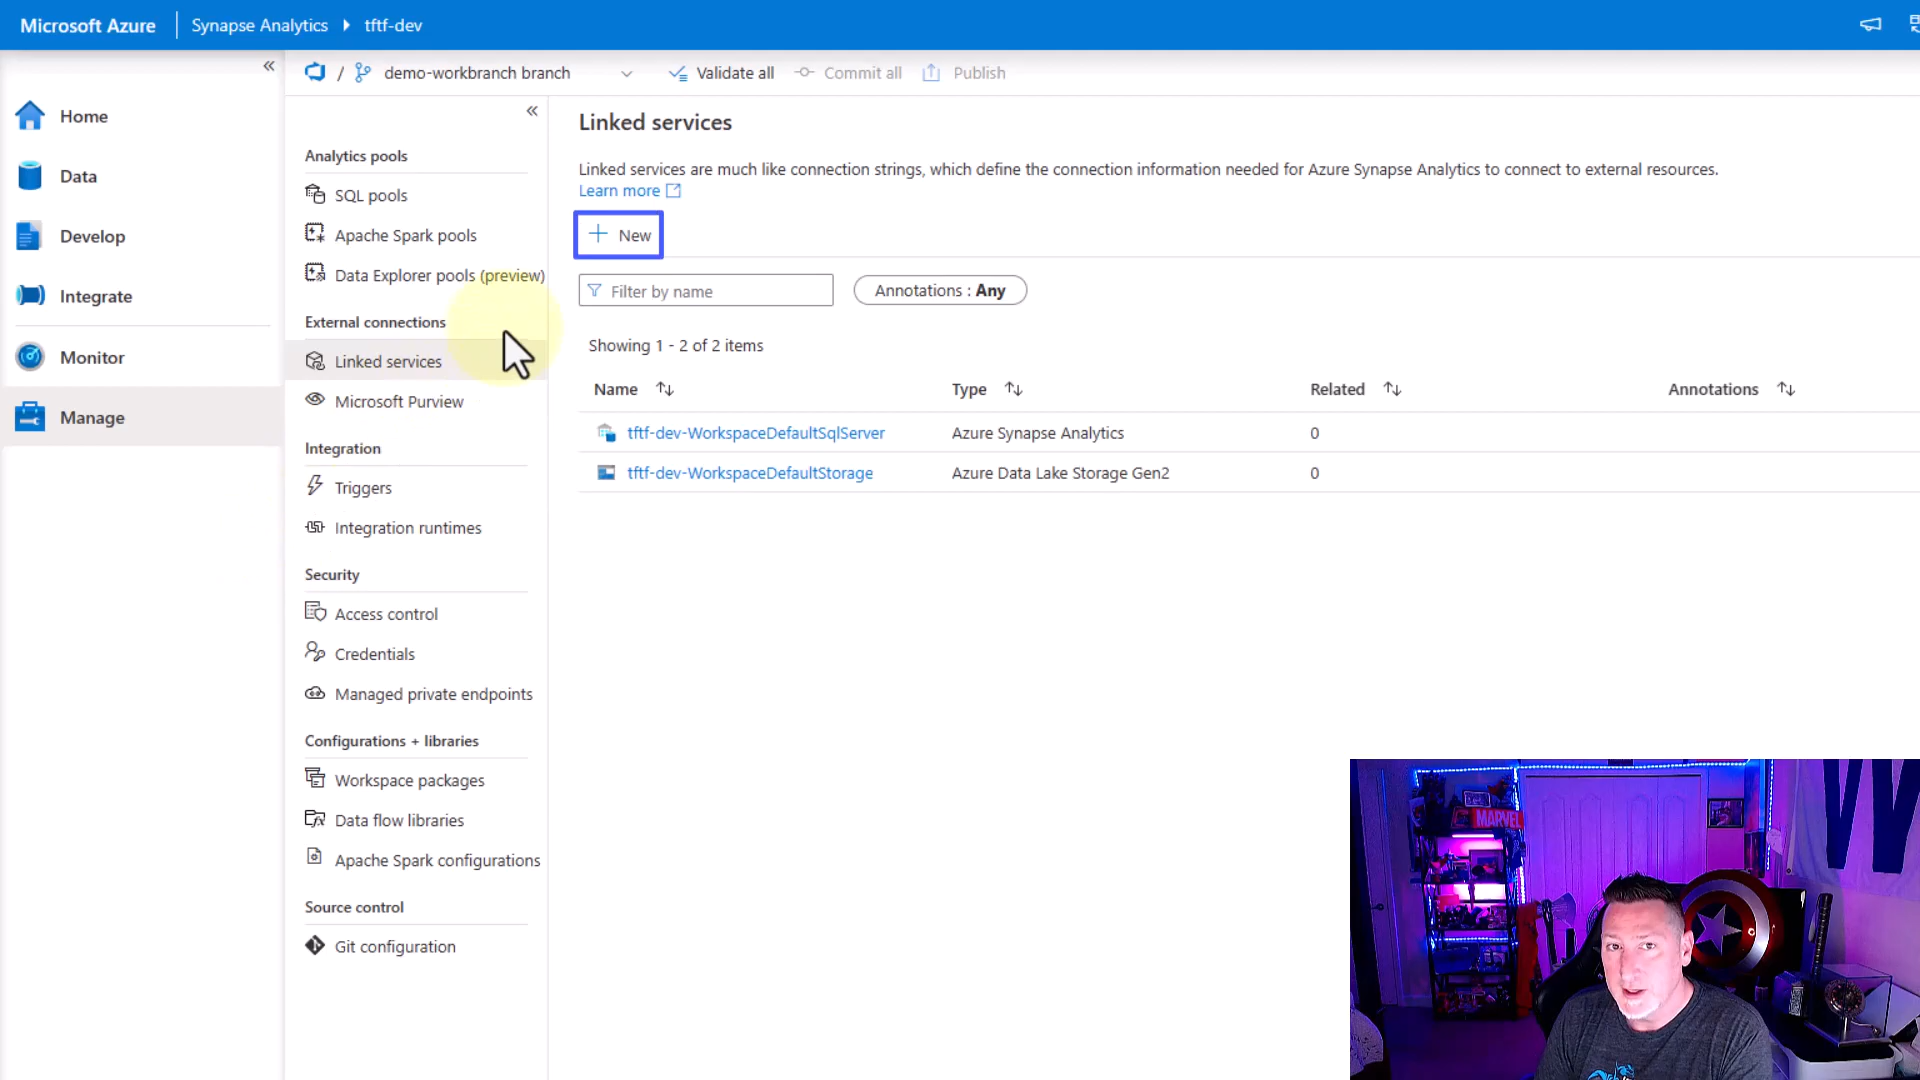 Microsoft Azure
Synapse Analytics
tftf-dev
/
demo-workbranch branch
Validate all
Commit all
Publish
Home
Data
Develop
Integrate
Monitor
Manage
Analytics pools
SQL pools
Apache Spark pools
Data Explorer pools (preview)
External connections
Linked services
Microsoft Purview
Integration
Triggers
Integration runtimes
Security
Access control
Credentials
Managed private endpoints
Configurations + libraries
Workspace packages
Data flow libraries
Apache Spark configurations
Source control
Git configuration
Linked services
Linked services are much like connection strings, which define the connection information needed for Azure Synapse Analytics to connect to external resources.
Learn more
New
Filter by name
Annotations : Any
Showing 1 - 2 of 2 items
Name Type Related Annotations
tftf-dev-WorkspaceDefaultSqlServer Azure Synapse Analytics 0
tftf-dev-WorkspaceDefaultStorage Azure Data Lake Storage Gen2 0
MARVEL
W